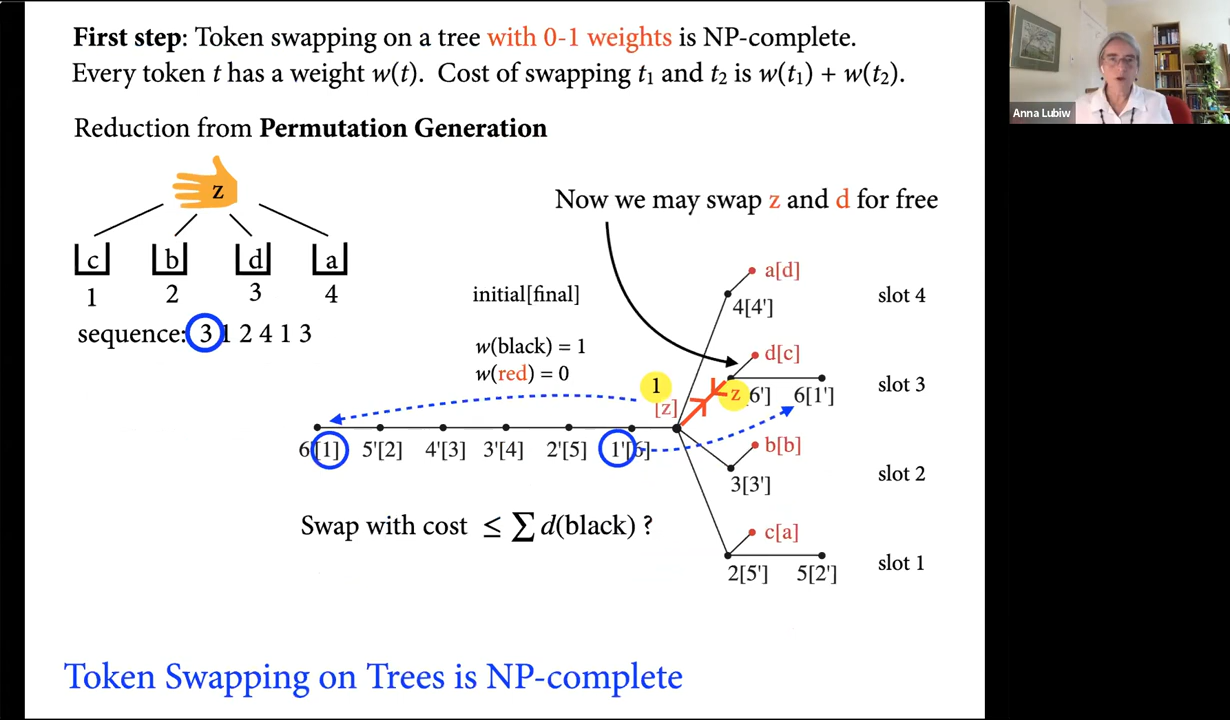 First step: Token swapping on a tree with 0-1 weights is NP-complete.
Every token t has a weight w(t). Cost of swapping t₁ and t₂ is w(t₁) + w(t₂).
Anna Lubiw
Reduction from Permutation Generation
z
c b d a
1 2 3 4
sequence: 3 1 2 4 1 3
Now we may swap z and d for free
initial[final]
w(black) = 1
w(red) = 0
a[d]
4[4']
slot 4
d[c]
1
[z]
z 6'] 6[1']
slot 3
6'[1] 5'[2] 4'[3] 3'[4] 2'[5] 1'[6]
b[b]
3[3']
slot 2
Swap with cost ≤ ∑ d(black) ?
c[a]
2[5'] 5[2']
slot 1
Token Swapping on Trees is NP-complete